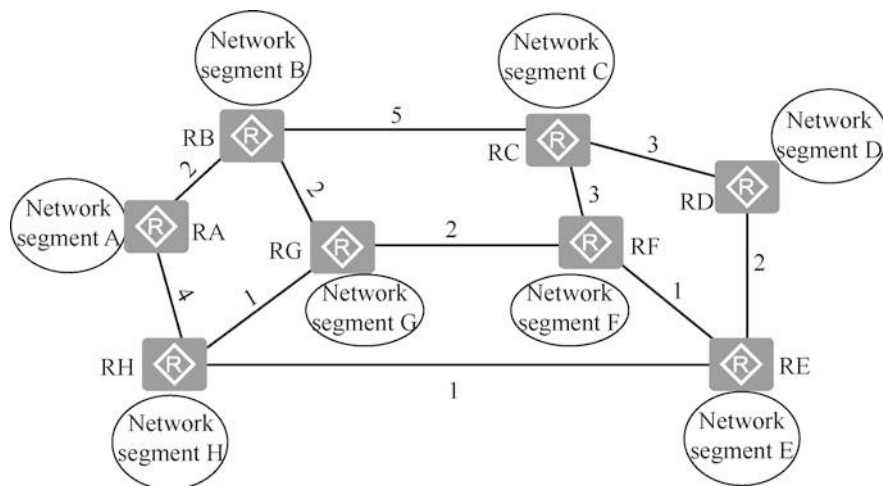 Network
segment B
Network
segment C
RB
5
RC
3
Network
segment D
RD
2
Network
segment A
RA
2
3
RG
2
RF
4
1
Network
segment G
Network
segment F
1
2
RH
1
RE
Network
segment H
Network
segment E
R
R
R
R
R
R
R
R